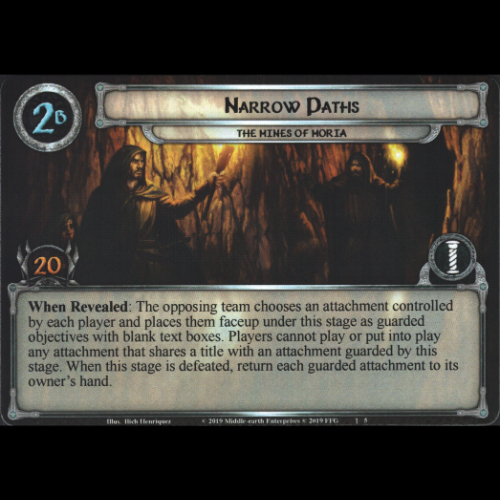 2B
NARROW PATHS
THE MINES OF MORIA
20
When Revealed: The opposing team chooses an attachment controlled
by each player and places them faceup under this stage as guarded
objectives with blank text boxes. Players cannot play or put into play
any attachment that shares a title with an attachment guarded by this
stage. When this stage is defeated, return each guarded attachment to its
owner's hand.
Illus. Rich Henriquez © 2019 Middle-earth Enterprises © 2019 FFG 1 5